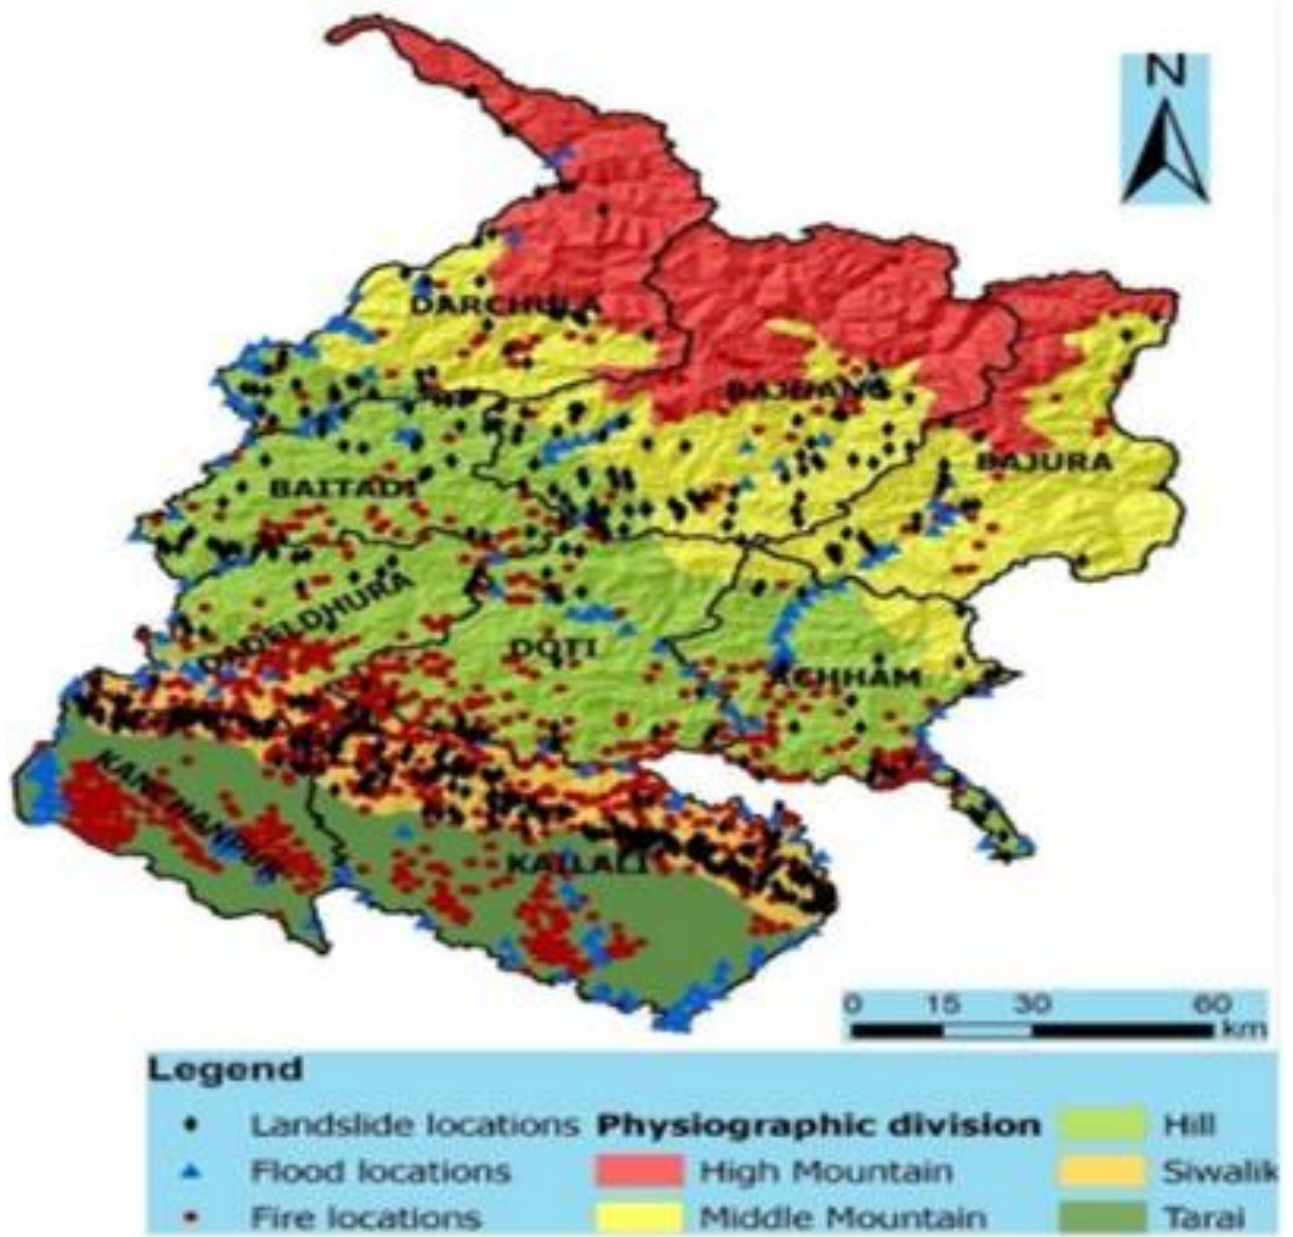 N
DARCHULA
BAJHANG
BAJURA
BAITADI
DADELDHURA
DOTI
ACHHAM
KANCHANPUR
KAILALI
0 15 30 60
km
Legend
Landslide locations
Flood locations
Fire locations
Physiographic division
High Mountain
Middle Mountain
Hill
Siwalik
Tarai